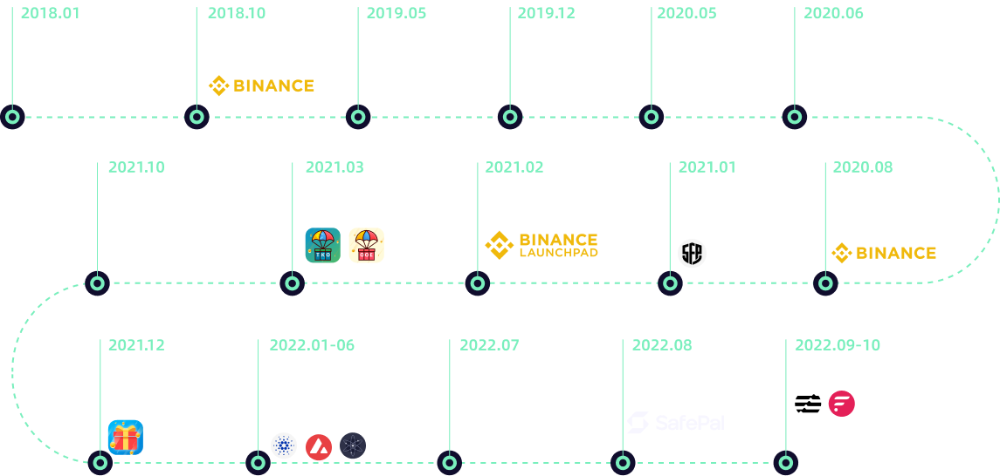 2018.01
2018.10
2019.05
2019.12
2020.05
2020.06
BINANCE
2021.10
2021.03
2021.02
2021.01
2020.08
TKO
BINANCE
LAUNCHPAD
SFP
BINANCE
2021.12
2022.01-06
2022.07
2022.08
2022.09-10
SafePal